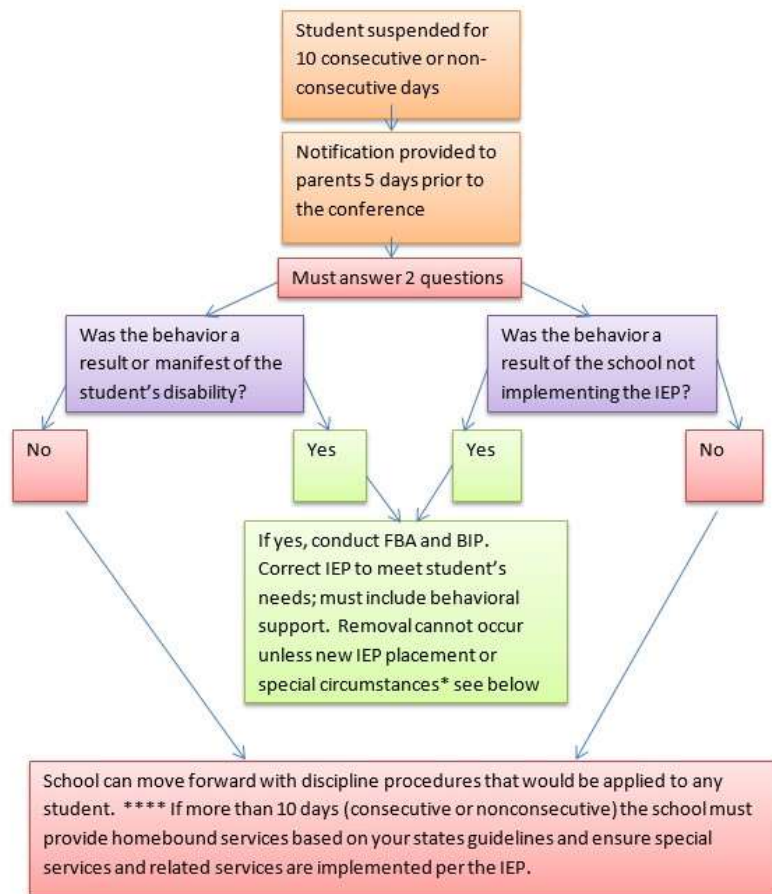 Student suspended for
10 consecutive or non-
consecutive days
Notification provided to
parents 5 days prior to
the conference
Must answer 2 questions
Was the behavior a
result or manifest of the
student's disability?
Was the behavior a
result of the school not
implementing the IEP?
No
Yes
Yes
No
If yes, conduct FBA and BIP.
Correct IEP to meet student's
needs; must include behavioral
support. Removal cannot occur
unless new IEP placement or
special circumstances* see below
School can move forward with discipline procedures that would be applied to any
student. **** If more than 10 days (consecutive or nonconsecutive) the school must
provide homebound services based on your states guidelines and ensure special
services and related services are implemented per the IEP.